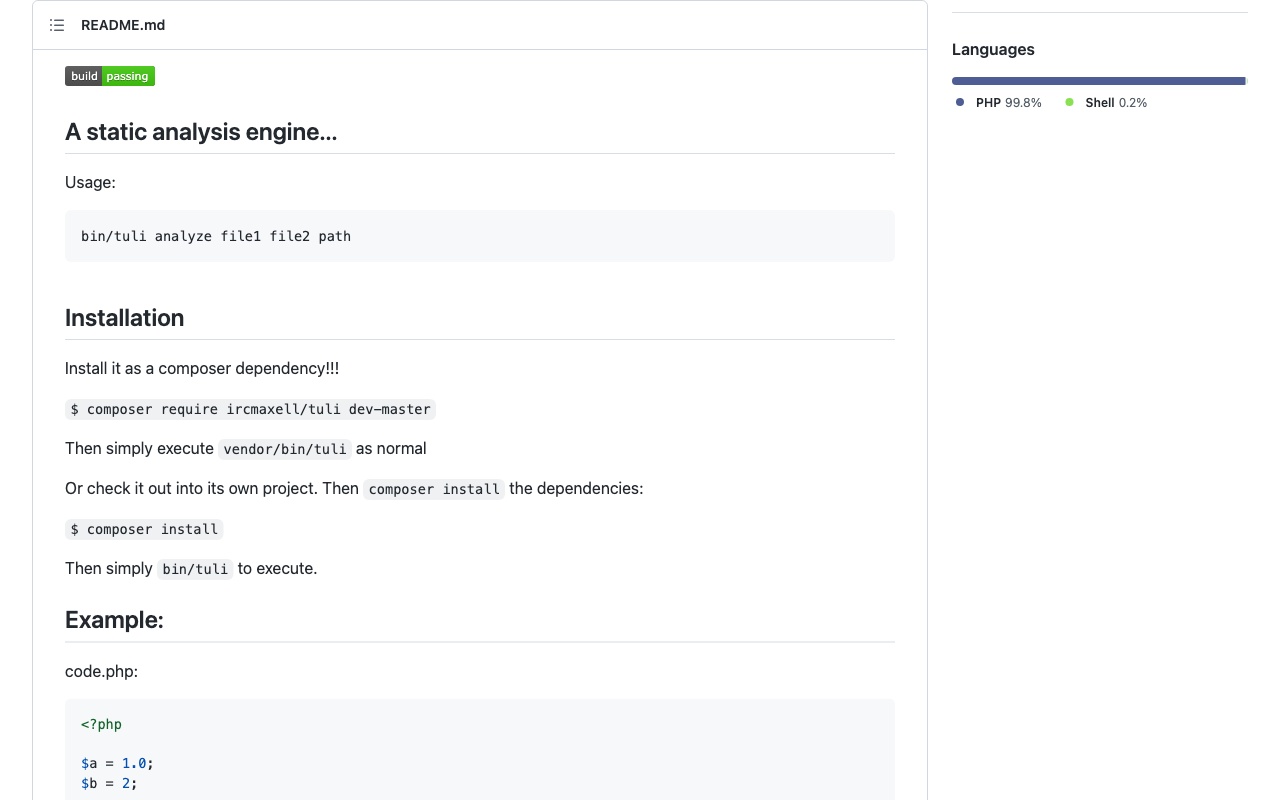 README.md
build passing
A static analysis engine...
Usage:
bin/tuli analyze file1 file2 path
Installation
Install it as a composer dependency!!!
$ composer require ircmaxell/tuli dev-master
Then simply execute vendor/bin/tuli as normal
Or check it out into its own project. Then composer install the dependencies:
$ composer install
Then simply bin/tuli to execute.
Example:
code.php:
<?php
$a = 1.0;
$b = 2;
Languages
PHP 99.8% Shell 0.2%